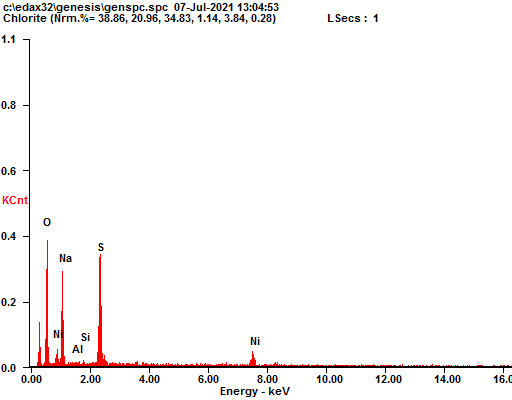 c:\edax32\genesis\genspc.spc 07-Jul-2021 13:04:53
Chlorite (Nrm.%= 38.86, 20.96, 34.83, 1.14, 3.84, 0.28) LSecs : 1
1.1
0.8
0.6
KCnt
O
0.4
Na
S
0.2
Ni
Si
Al
Ni
0.0
0.00 2.00 4.00 6.00 8.00 10.00 12.00 14.00 16.0
Energy - keV